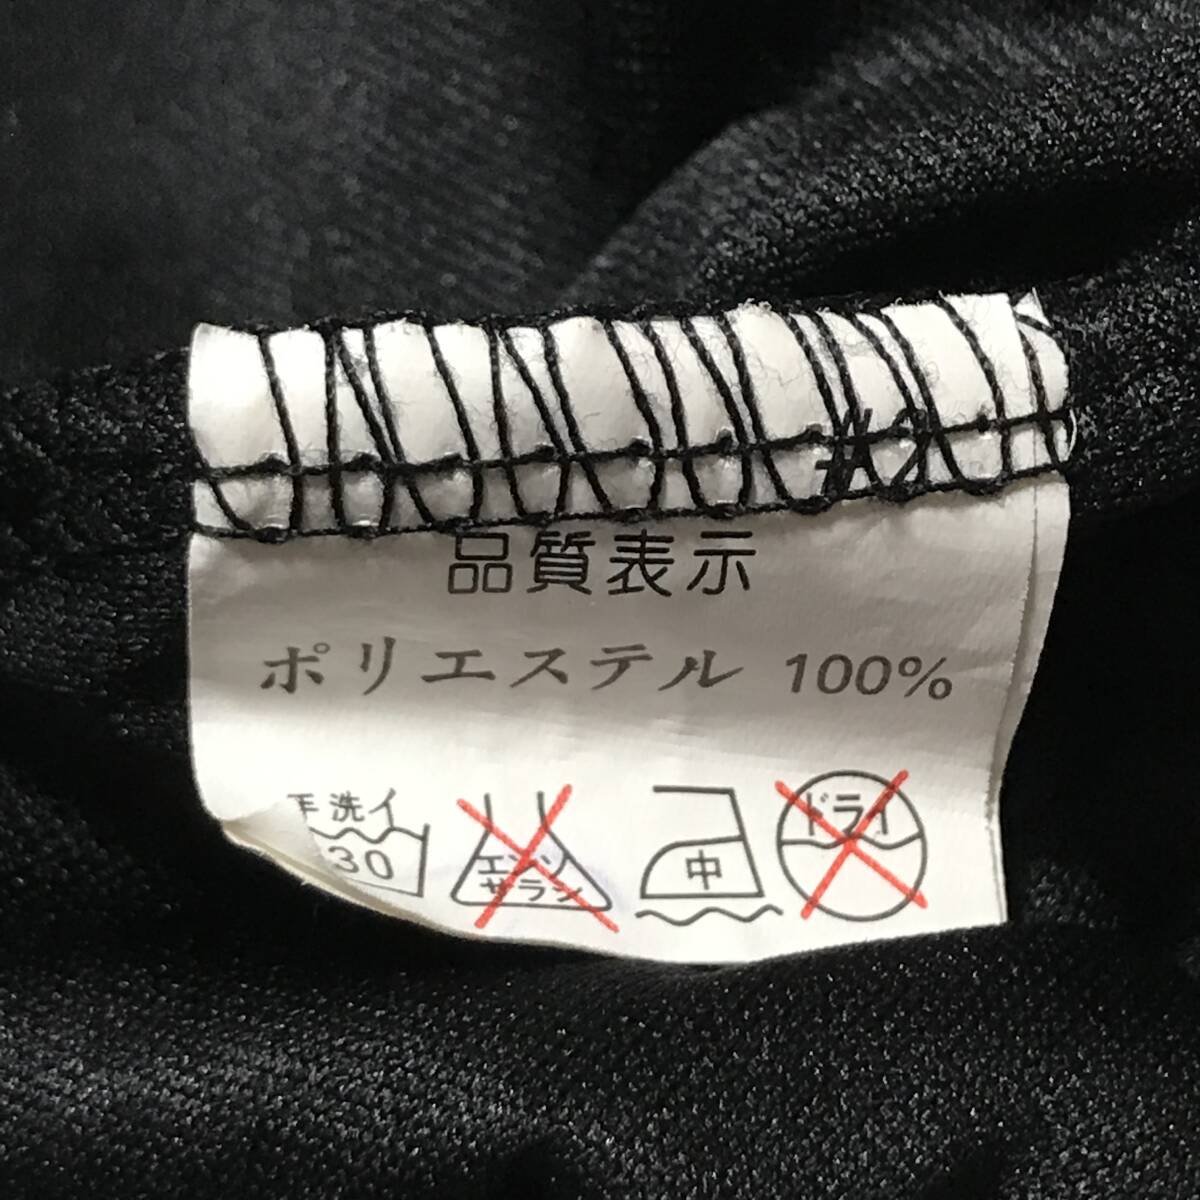 品質表示
ポリエステル 100%
手洗イ
30
エンソ
サラシ
中
ドライ